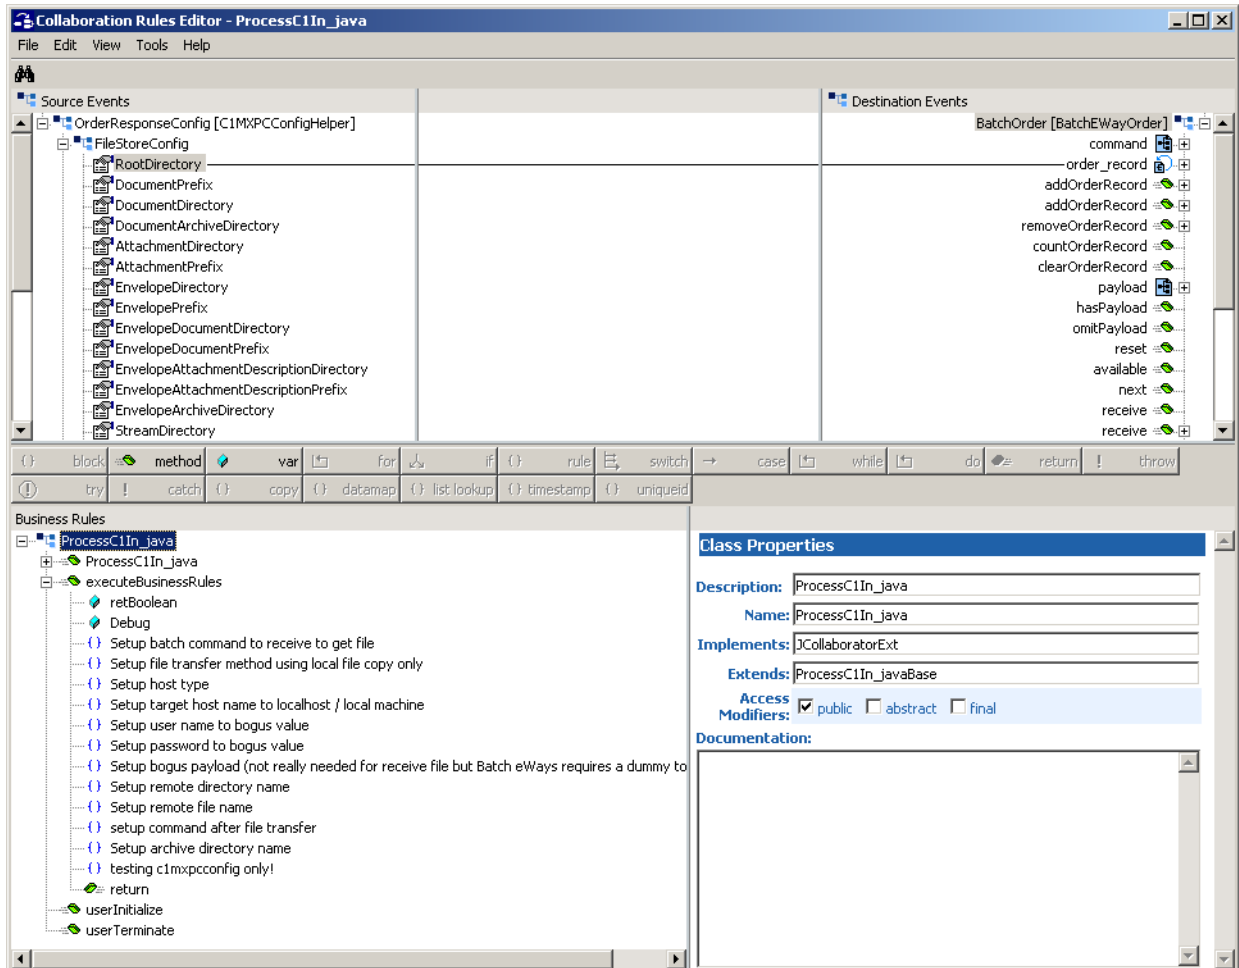 Collaboration Rules Editor - ProcessC1In_java
File Edit View Tools Help
Source Events
Destination Events
OrderResponseConfig [C1MXPCConfigHelper]
BatchOrder [BatchEWayOrder]
FileStoreConfig
command
RootDirectory
order_record
DocumentPrefix
addOrderRecord
DocumentDirectory
addOrderRecord
DocumentArchiveDirectory
removeOrderRecord
AttachmentDirectory
countOrderRecord
AttachmentPrefix
clearOrderRecord
EnvelopeDirectory
payload
EnvelopePrefix
hasPayload
EnvelopeDocumentDirectory
omitPayload
EnvelopeDocumentPrefix
reset
EnvelopeAttachmentDescriptionDirectory
available
EnvelopeAttachmentDescriptionPrefix
next
EnvelopeArchiveDirectory
receive
StreamDirectory
receive
{} block method var for if {} rule switch case while do return ! throw
try ! catch {} copy {} datamap {} list lookup {} timestamp {} uniqueid
Business Rules
ProcessC1In_java
ProcessC1In_java
executeBusinessRules
retBoolean
Debug
{} Setup batch command to receive to get file
{} Setup file transfer method using local file copy only
{} Setup host type
{} Setup target host name to localhost / local machine
{} Setup user name to bogus value
{} Setup password to bogus value
{} Setup bogus payload (not really needed for receive file but Batch eWays requires a dummy to
{} Setup remote directory name
{} Setup remote file name
{} setup command after file transfer
{} Setup archive directory name
{} testing c1mxpcconfig only!
return
userInitialize
userTerminate
Class Properties
Description: ProcessC1In_java
Name: ProcessC1In_java
Implements: JCollaboratorExt
Extends: ProcessC1In_javaBase
Access Modifiers: public abstract final
Documentation: